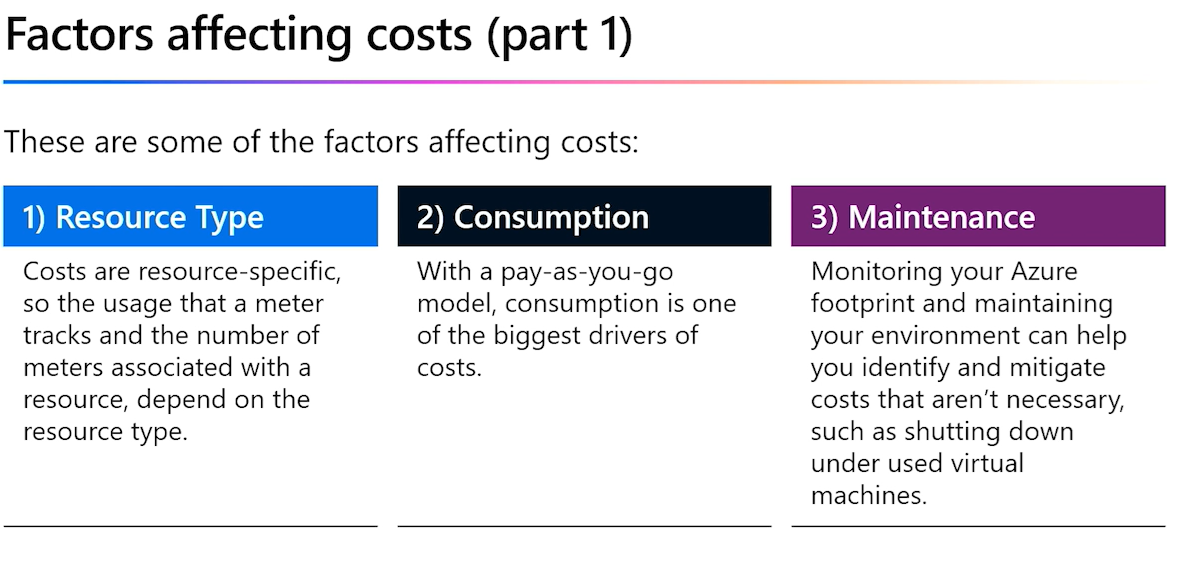 Factors affecting costs (part 1)
These are some of the factors affecting costs:
1) Resource Type
Costs are resource-specific,
so the usage that a meter
tracks and the number of
meters associated with a
resource, depend on the
resource type.
2) Consumption
With a pay-as-you-go
model, consumption is one
of the biggest drivers of
costs.
3) Maintenance
Monitoring your Azure
footprint and maintaining
your environment can help
you identify and mitigate
costs that aren’t necessary,
such as shutting down
under used virtual
machines.